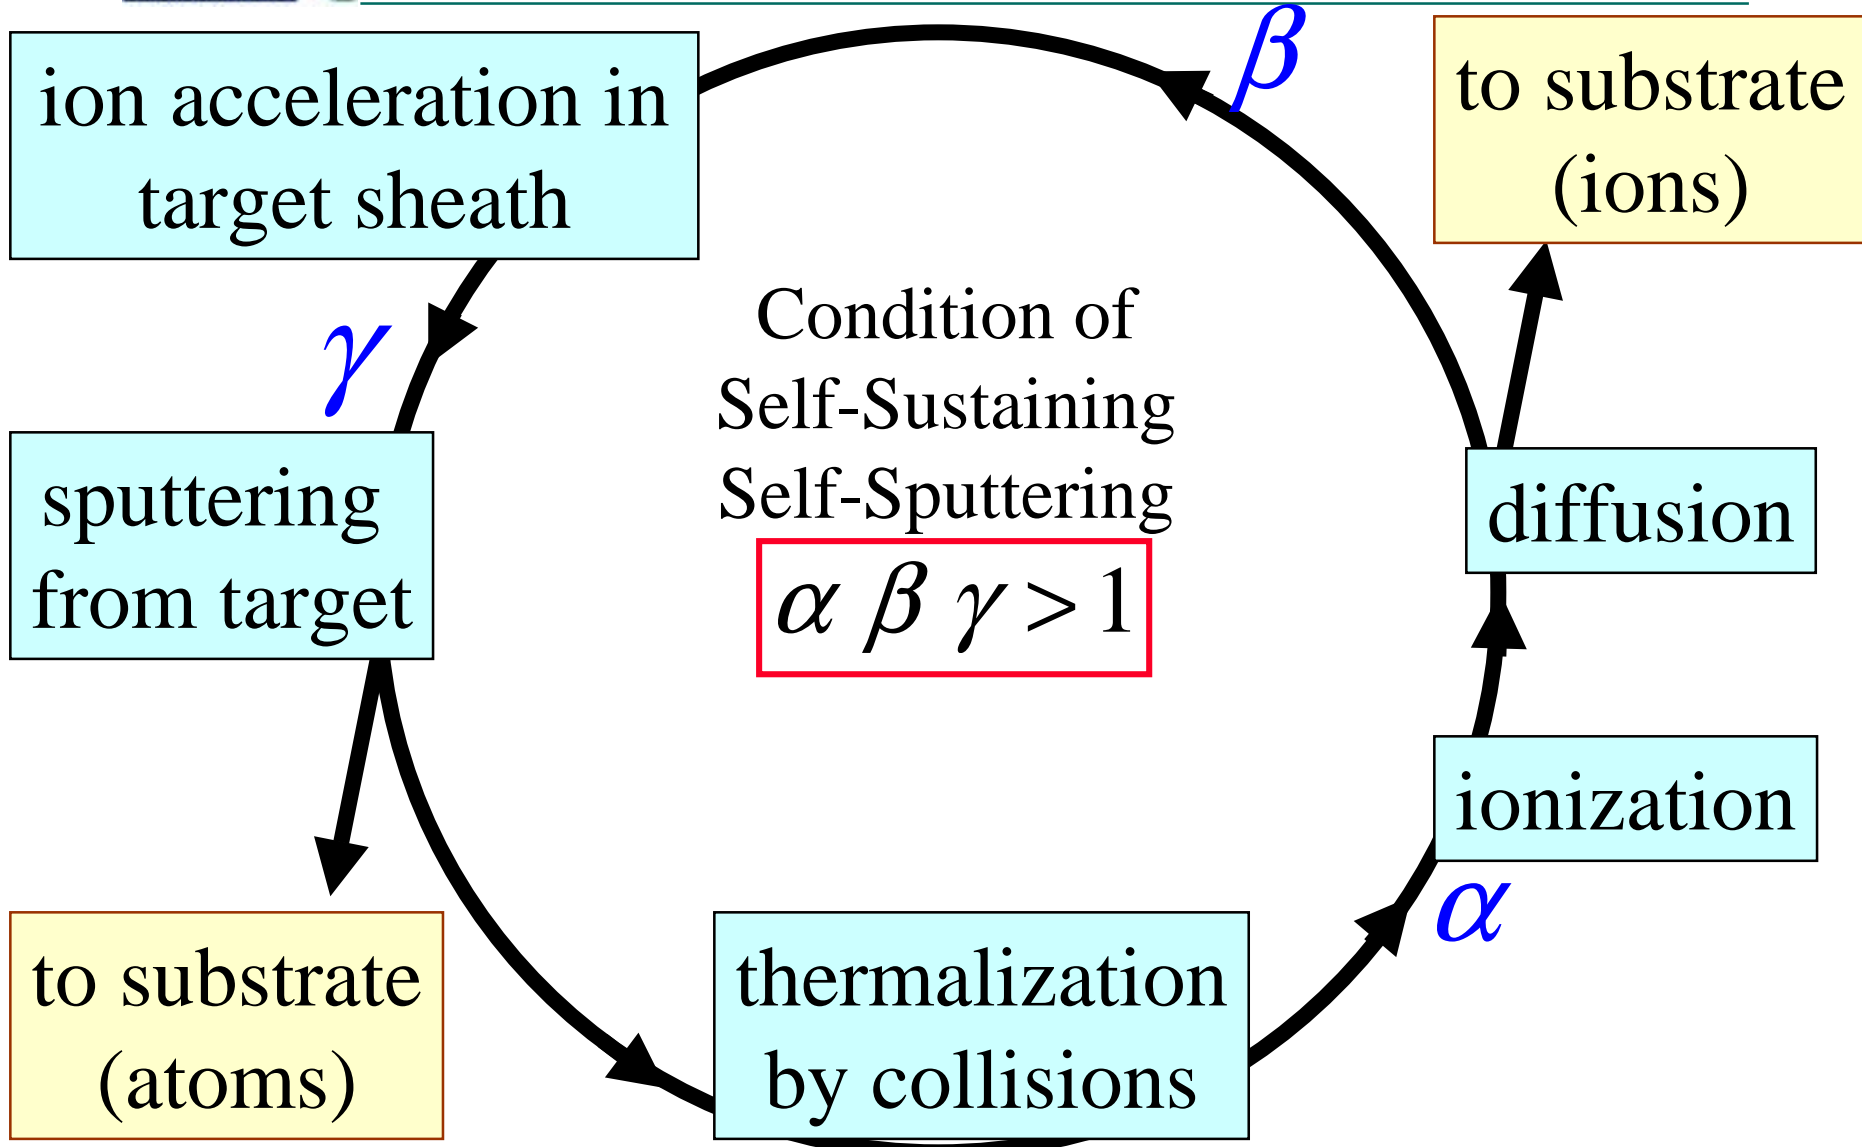 ion acceleration in
target sheath
β
to substrate
(ions)
γ
Condition of
Self-Sustaining
Self-Sputtering
α β γ > 1
sputtering
from target
diffusion
ionization
α
to substrate
(atoms)
thermalization
by collisions